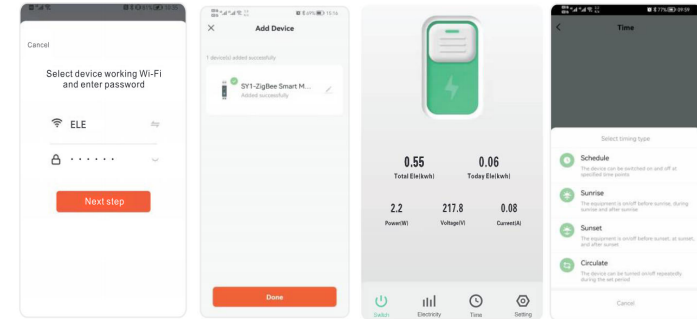 Cancel
Select device working Wi-Fi
and enter password
ELE
Next step
Add Device
1 device(s) added successfully
SY1-ZigBee Smart M...
Added successfully
Done
0.55
0.06
Total Ele(kwh)
Today Ele(kwh)
2.2
217.8
0.08
Power(W)
Voltage(V)
Current(A)
Switch
Electricity
Time
Setting
Time
Select timing type
Schedule
The device can be switched on and off at
specified time points
Sunrise
The equipment is on/off before sunrise, during
sunrise and after sunrise
Sunset
The equipment is on/off before sunset, at sunset,
and after sunset
Circulate
The device can be turned on/off repeatedly
during the set period
Cancel